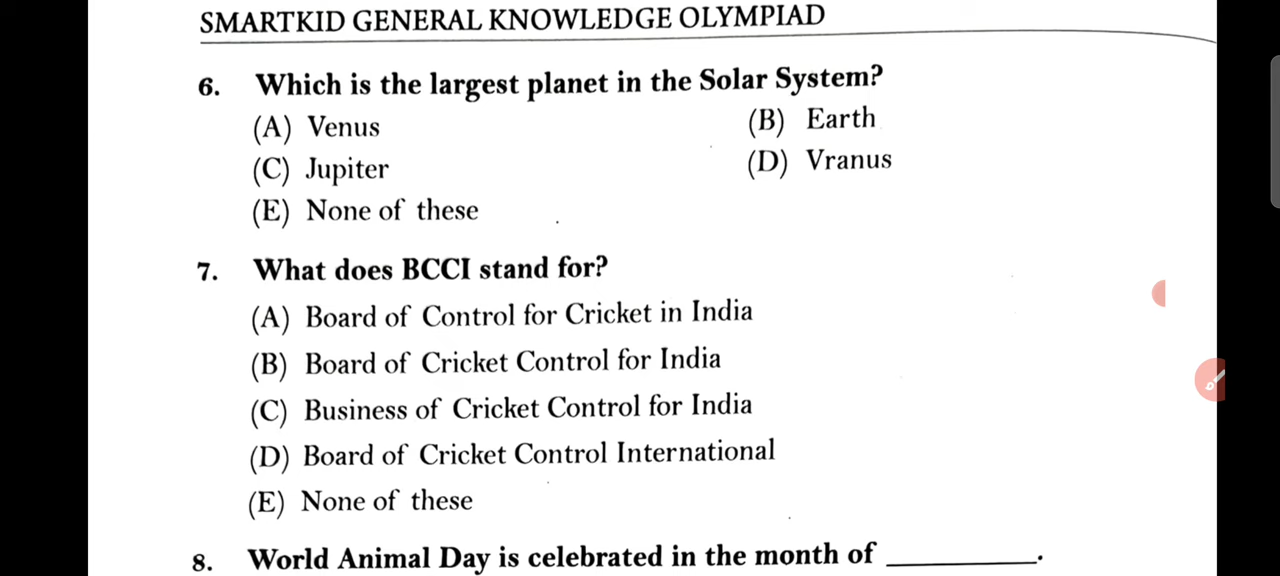 SMARTKID GENERAL KNOWLEDGE OLYMPIAD
6. Which is the largest planet in the Solar System?
(A) Venus (B) Earth
(C) Jupiter (D) Vranus
(E) None of these
7. What does BCCI stand for?
(A) Board of Control for Cricket in India
(B) Board of Cricket Control for India
(C) Business of Cricket Control for India
(D) Board of Cricket Control International
(E) None of these
8. World Animal Day is celebrated in the month of __________.